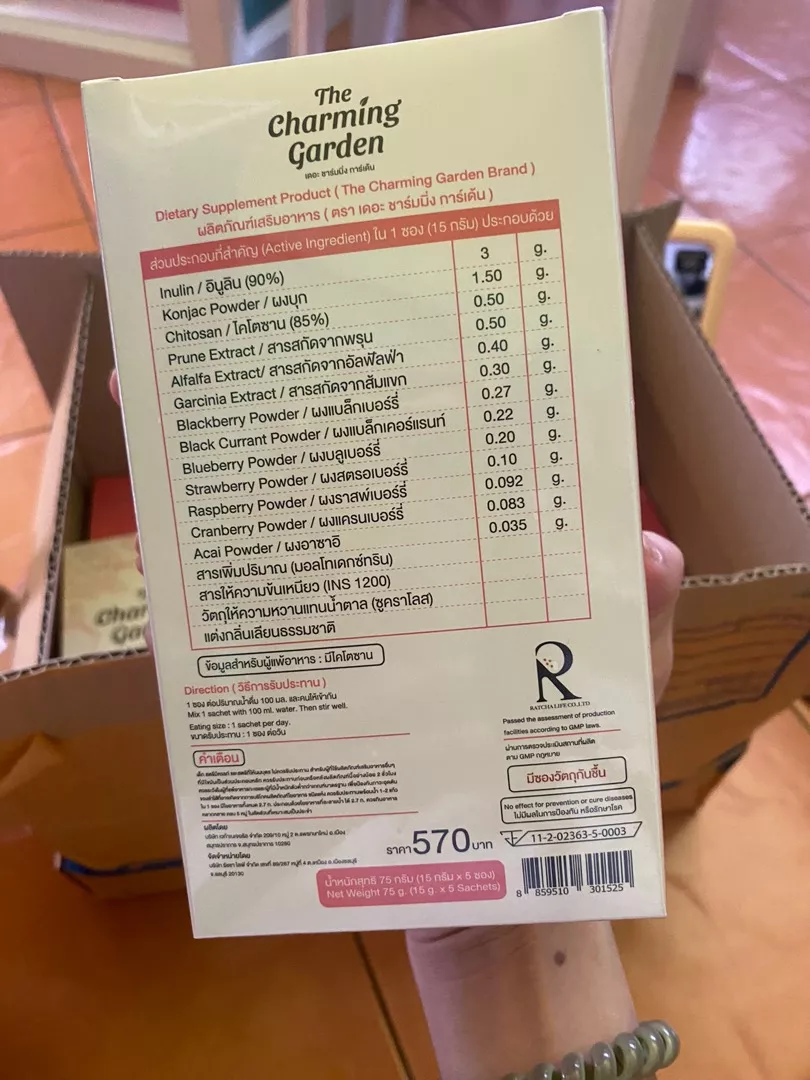 The
Charming
Garden
เดอะ ชาร์มมิ่ง การ์เด้น
Dietary Supplement Product ( The Charming Garden Brand )
ผลิตภัณฑ์เสริมอาหาร ( ตรา เดอะ ชาร์มมิ่ง การ์เด้น )
ส่วนประกอบที่สำคัญ (Active Ingredient) ใน 1 ซอง (15 กรัม) ประกอบด้วย
Inulin / อินูลิน (90%) 3 g.
Konjac Powder / ผงบุก 1.50 g.
Chitosan / ไคโตซาน (85%) 0.50 g.
Prune Extract / สารสกัดจากพรุน 0.50 g.
Alfalfa Extract/ สารสกัดจากอัลฟัลฟ่า 0.40 g.
Garcinia Extract / สารสกัดจากส้มแขก 0.30 g.
Blackberry Powder / ผงแบล็กเบอร์รี่ 0.27 g.
Black Currant Powder / ผงแบล็กเคอร์แรนท์ 0.22 g.
Blueberry Powder / ผงบลูเบอร์รี่ 0.20 g.
Strawberry Powder / ผงสตรอเบอร์รี่ 0.10 g.
Raspberry Powder / ผงราสพ์เบอร์รี่ 0.092 g.
Cranberry Powder / ผงแครนเบอร์รี่ 0.083 g.
Acai Powder / ผงอาซาอิ 0.035 g.
สารเพิ่มปริมาณ (มอลโทเดกซ์ทริน)
สารให้ความข้นเหนียว (INS 1200)
วัตถุให้ความหวานแทนน้ำตาล (ซูคราโลส)
แต่งกลิ่นเลียนธรรมชาติ
ข้อมูลสำหรับผู้แพ้อาหาร : มีไคโตซาน
Direction ( วิธีการรับประทาน )
1 ซอง ต่อปริมาณน้ำดื่ม 100 มล. และคนให้เข้ากัน
Mix 1 sachet with 100 ml. water. Then stir well.
Eating size : 1 sachet per day.
ขนาดรับประทาน : 1 ซอง ต่อวัน
คำเตือน
ผลิตโดย
จัดจำหน่ายโดย
R
RATCHA LIFE CO.,LTD
Passed the assessment of production
facilities according to GMP laws.
ผ่านการตรวจประเมินสถานที่ผลิต
ตาม GMP กฎหมาย
มีซองวัตถุกันชื้น
No effect for prevention or cure diseases
ไม่มีผลในการป้องกัน หรือรักษาโรค
11-2-02363-5-0003
ราคา 570 บาท
น้ำหนักสุทธิ 75 กรัม (15 กรัม x 5 ซอง)
Net Weight 75 g. (15 g. x 5 Sachets)
8 859510 301525